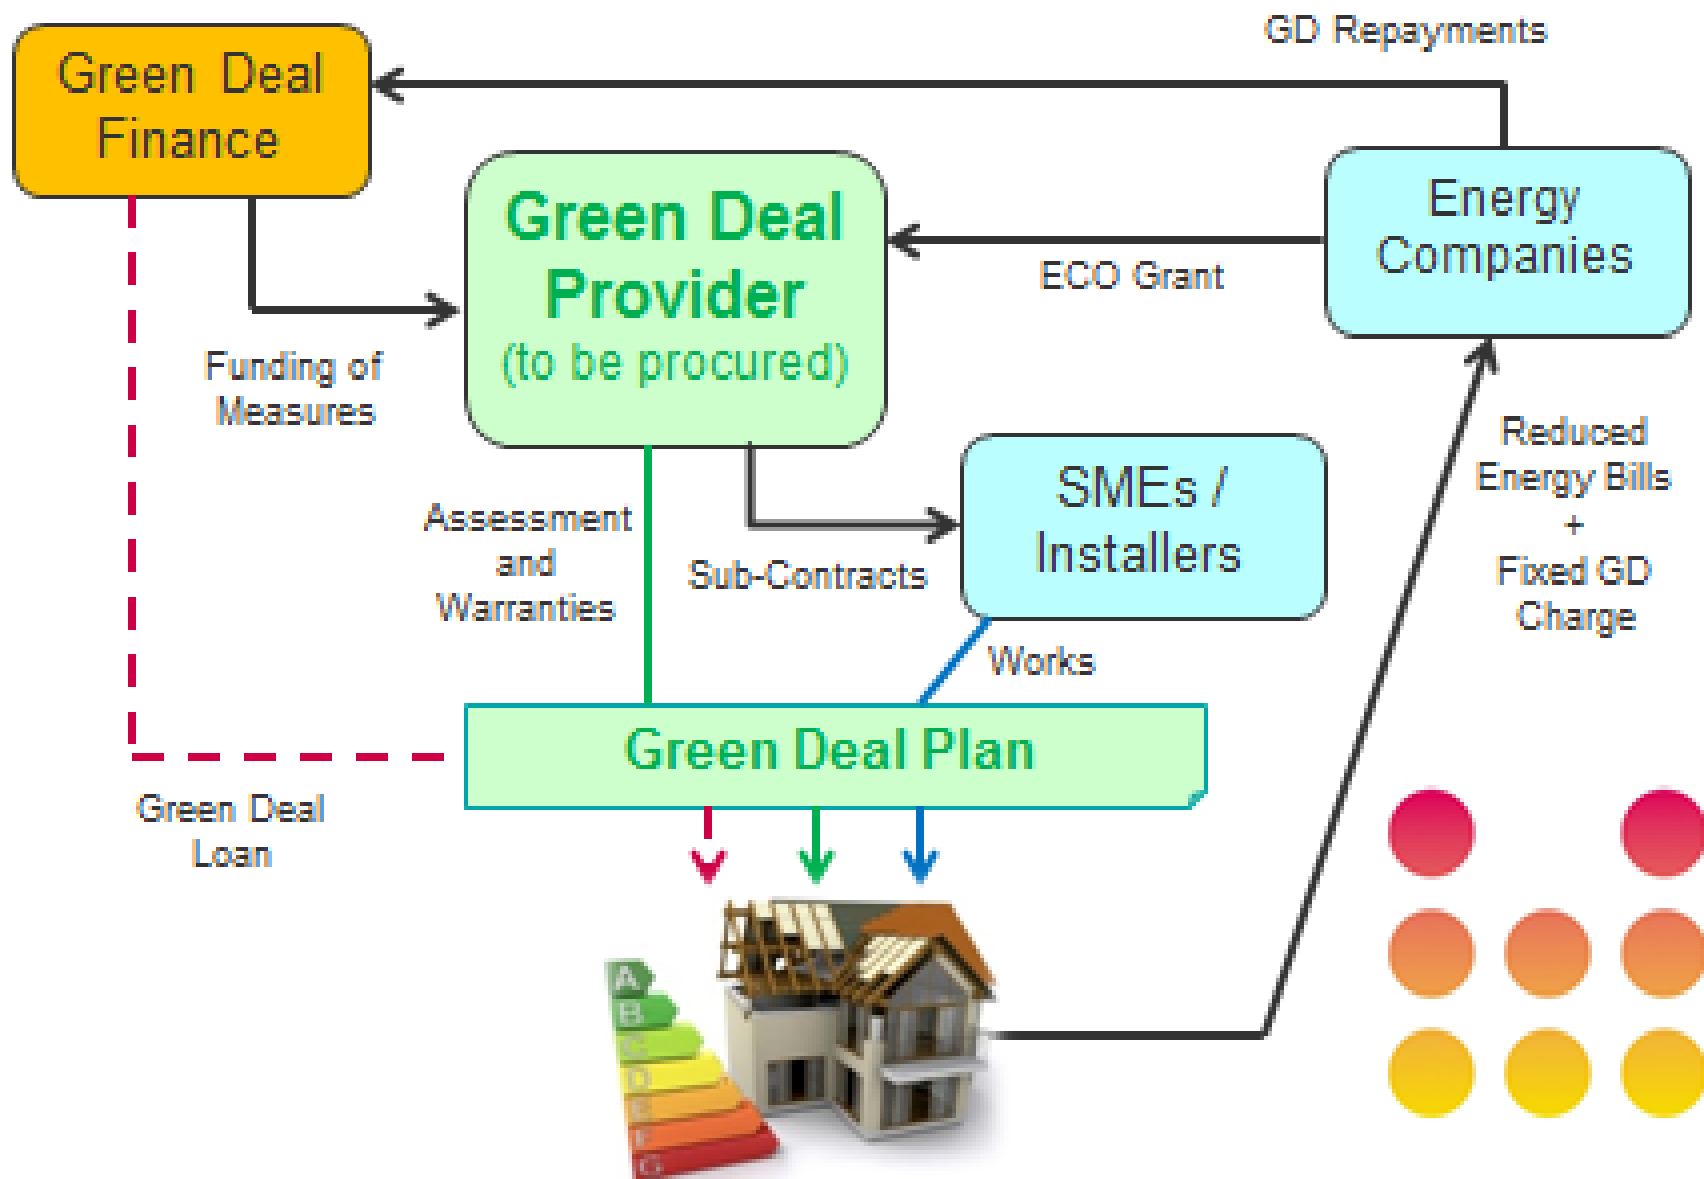 GD Repayments
Green Deal
Finance
Green Deal
Provider
(to be procured)
Energy
Companies
ECO Grant
Funding of
Measures
Reduced
Energy Bills
+
Fixed GD
Charge
SMEs /
Installers
Assessment
and
Warranties
Sub-Contracts
Works
Green Deal Plan
Green Deal
Loan
A
B
C
D
E
F
G